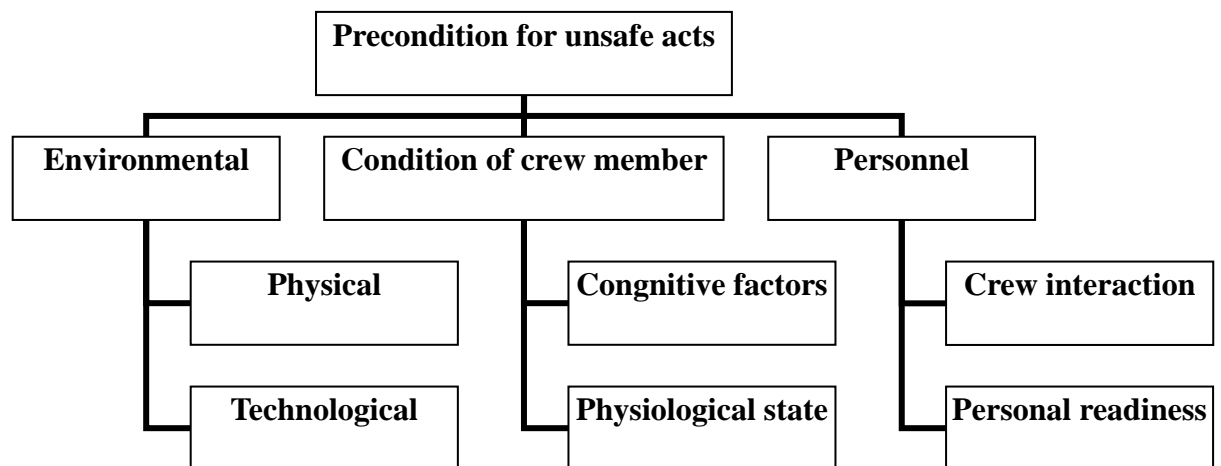 Precondition for unsafe acts
Environmental
Condition of crew member
Personnel
Physical
Congnitive factors
Crew interaction
Technological
Physiological state
Personal readiness